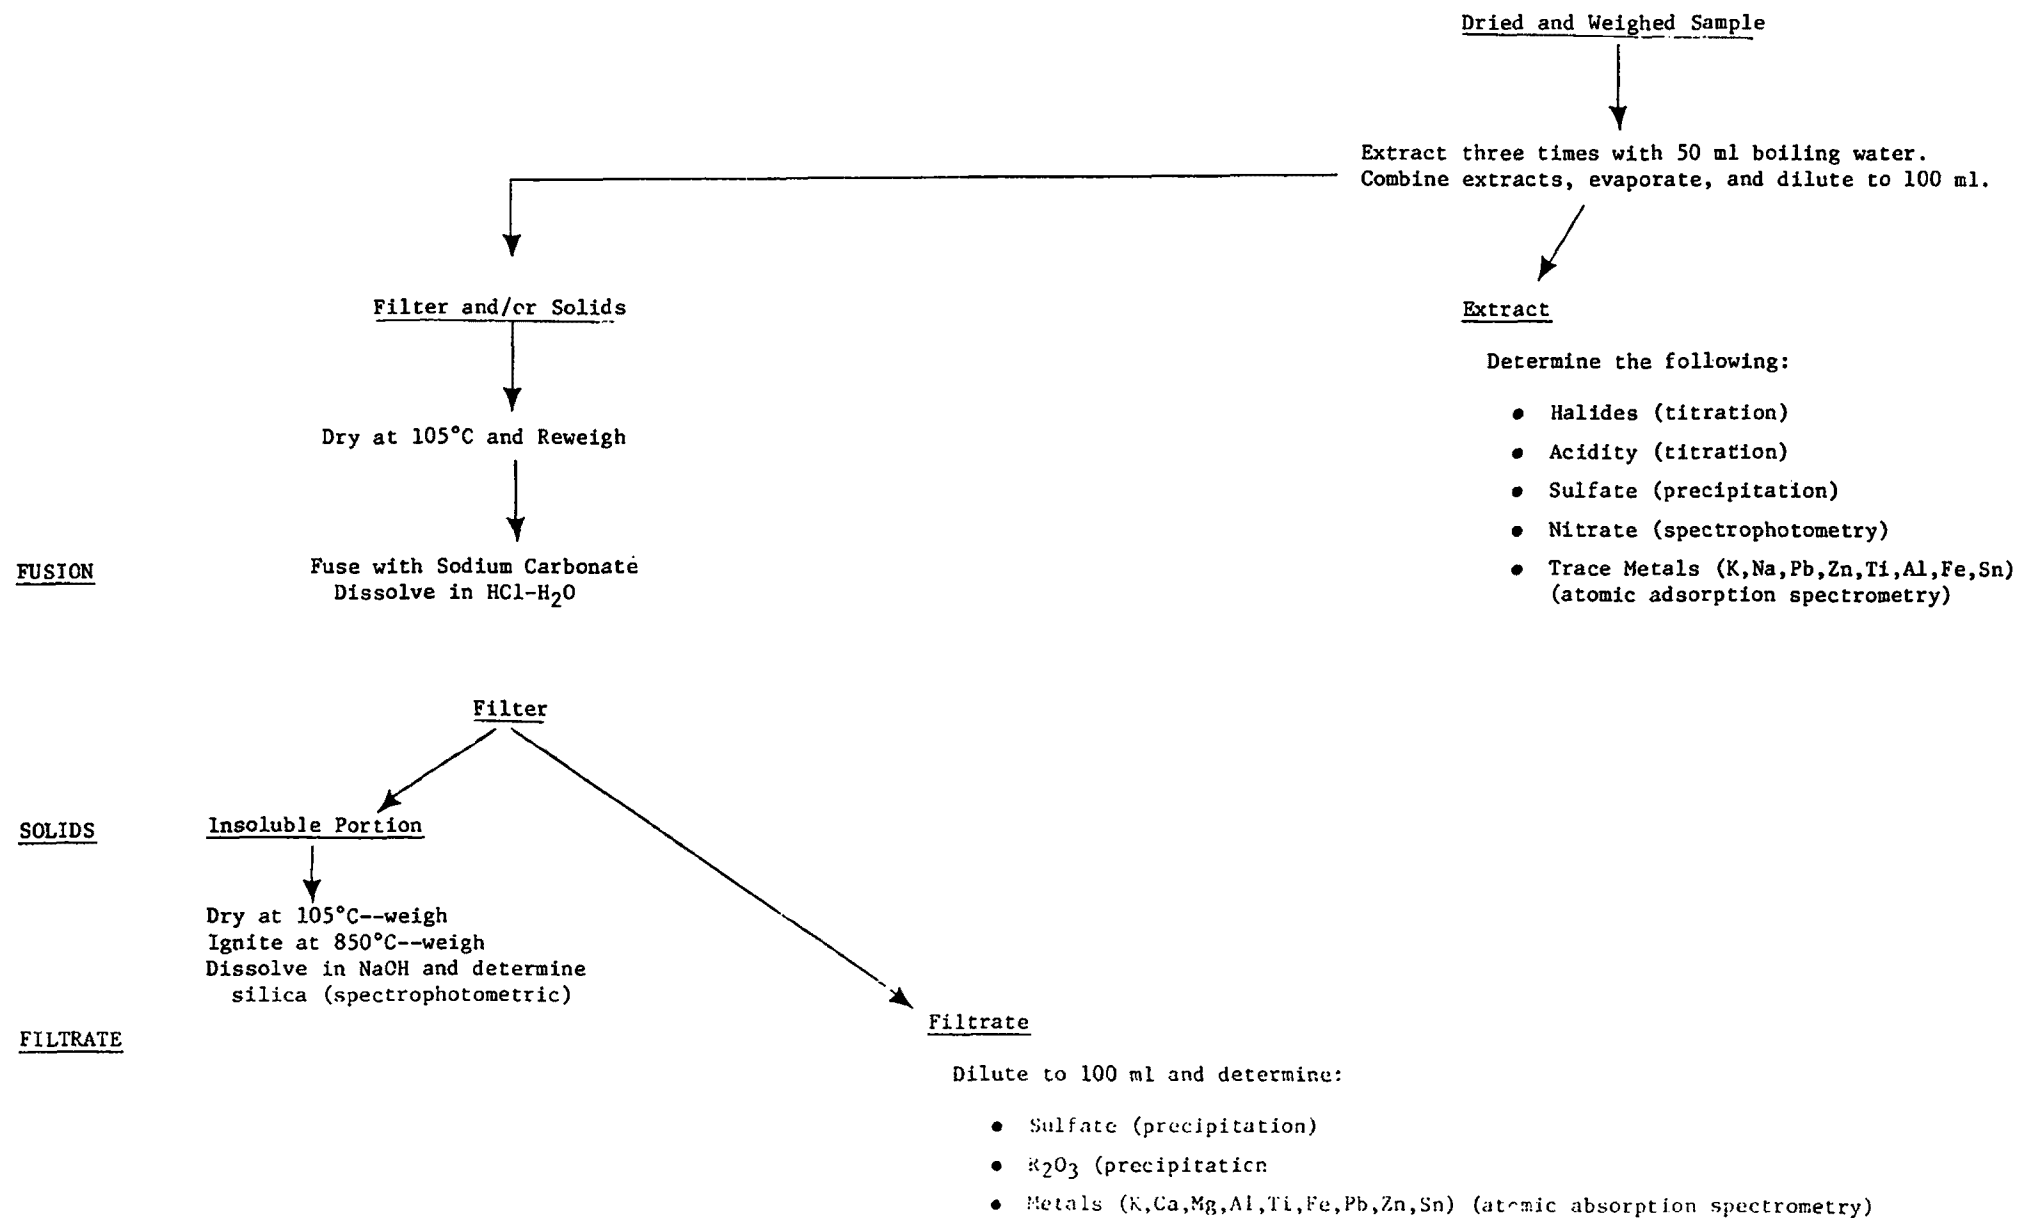 Dried and Weighed Sample
Extract three times with 50 ml boiling water.
Combine extracts, evaporate, and dilute to 100 ml.
Filter and/or Solids
Extract
Determine the following:
● Halides (titration)
● Acidity (titration)
● Sulfate (precipitation)
● Nitrate (spectrophotometry)
● Trace Metals (K,Na,Pb,Zn,Ti,Al,Fe,Sn)
(atomic adsorption spectrometry)
Dry at 105°C and Reweigh
FUSION
Fuse with Sodium Carbonate
Dissolve in HCl-H₂O
Filter
SOLIDS
Insoluble Portion
Dry at 105°C--weigh
Ignite at 850°C--weigh
Dissolve in NaOH and determine
silica (spectrophotometric)
FILTRATE
Filtrate
Dilute to 100 ml and determine:
● Sulfate (precipitation)
● R₂O₃ (precipitation
● Metals (K,Ca,Mg,Al,Ti,Fe,Pb,Zn,Sn) (atomic absorption spectrometry)